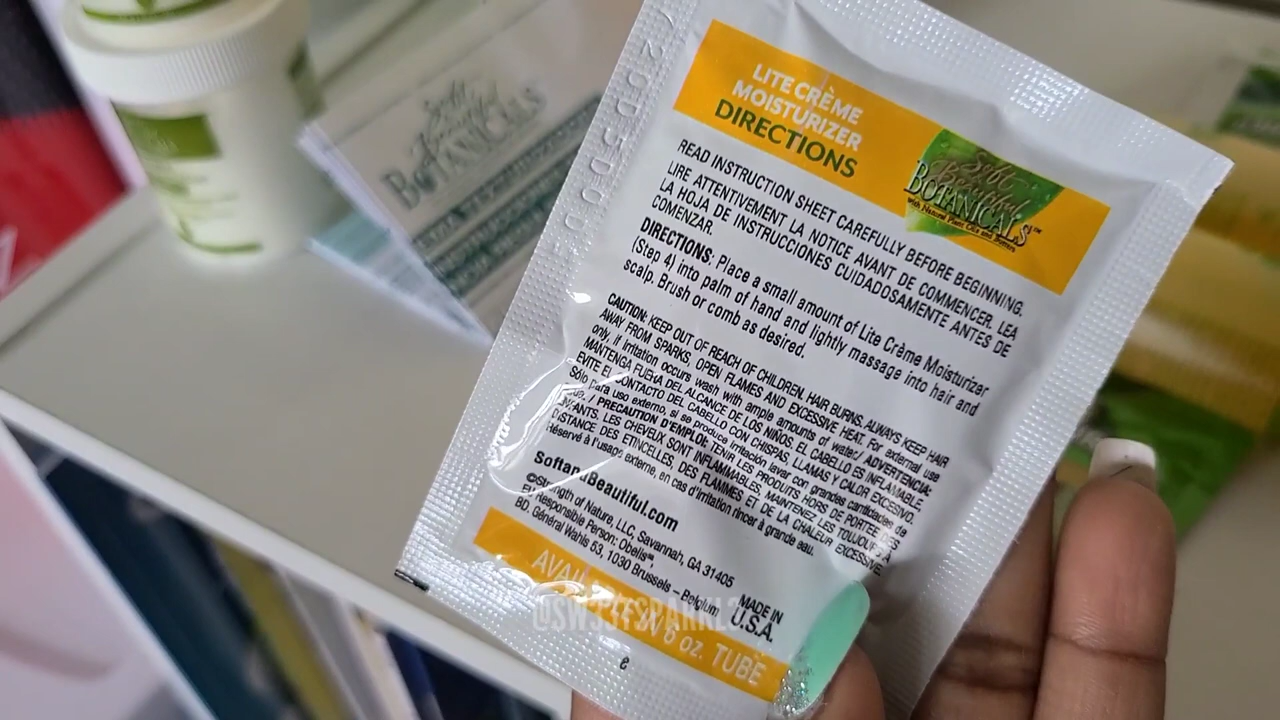 LITE CRÈME
MOISTURIZER
DIRECTIONS
Soft
Beautiful
BOTANICALS™
with Natural Plant Oils and Butters
READ INSTRUCTION SHEET CAREFULLY BEFORE BEGINNING.
LIRE ATTENTIVEMENT LA NOTICE AVANT DE COMMENCER. LEA
LA HOJA DE INSTRUCCIONES CUIDADOSAMENTE ANTES DE
COMENZAR.
DIRECTIONS: Place a small amount of Lite Crème Moisturizer
(Step 4) into palm of hand and lightly massage into hair and
scalp. Brush or comb as desired.
CAUTION: KEEP OUT OF REACH OF CHILDREN. HAIR BURNS. ALWAYS KEEP HAIR
AWAY FROM SPARKS, OPEN FLAMES AND EXCESSIVE HEAT. For external use
only, if irritation occurs wash with ample amounts of water./ ADVERTENCIA:
MANTENGA FUERA DEL ALCANCE DE LOS NIÑOS. EL CABELLO ES INFLAMABLE,
EVITE EL CONTACTO DEL CABELLO CON CHISPAS, LLAMAS Y CALOR EXCESIVO.
Sólo para uso externo, si se produce irritación lavar con grandes cantidades de
/ PRECAUTION D'EMPLOI: TENIR LES PRODUITS HORS DE PORTÉE DES
LES CHEVEUX SONT INFLAMMABLES, MAINTENEZ LES TOUJOURS A
DISTANCE DES ETINCELLES, DES FLAMMES ET DE LA CHALEUR EXCESSIVE.
Réservé à l'usage externe, en cas d'irritation rincer à grande eau.
SoftandBeautiful.com
©Strength of Nature, LLC, Savannah, GA 31405
EU Responsible Person: Obelis
BD. Général Wahis 53, 1030 Brussels – Belgium
MADE IN
U.S.A.
IN 6 oz. TUBE
e
BOTANICALS